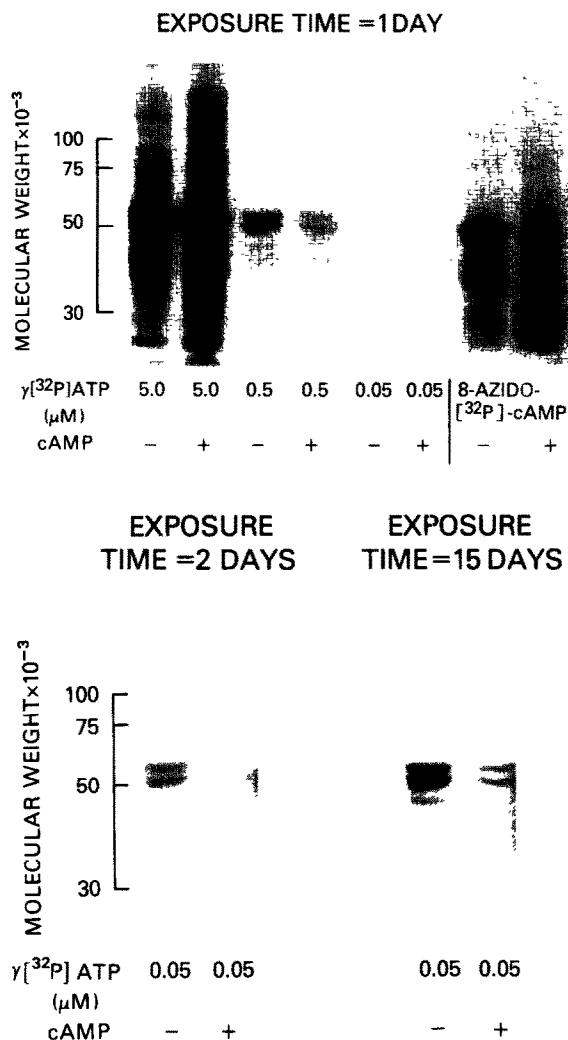 EXPOSURE TIME =1 DAY
MOLECULAR WEIGHT×10⁻³
100
75
50
30
γ[³²P]ATP 5.0 5.0 0.5 0.5 0.05 0.05 8-AZIDO-
(μM) [³²P]-cAMP
cAMP − + − + − + − +
EXPOSURE EXPOSURE
TIME =2 DAYS TIME=15 DAYS
MOLECULAR WEIGHT×10⁻³
100
75
50
30
γ[³²P] ATP 0.05 0.05 0.05 0.05
(μM)
cAMP − + − +